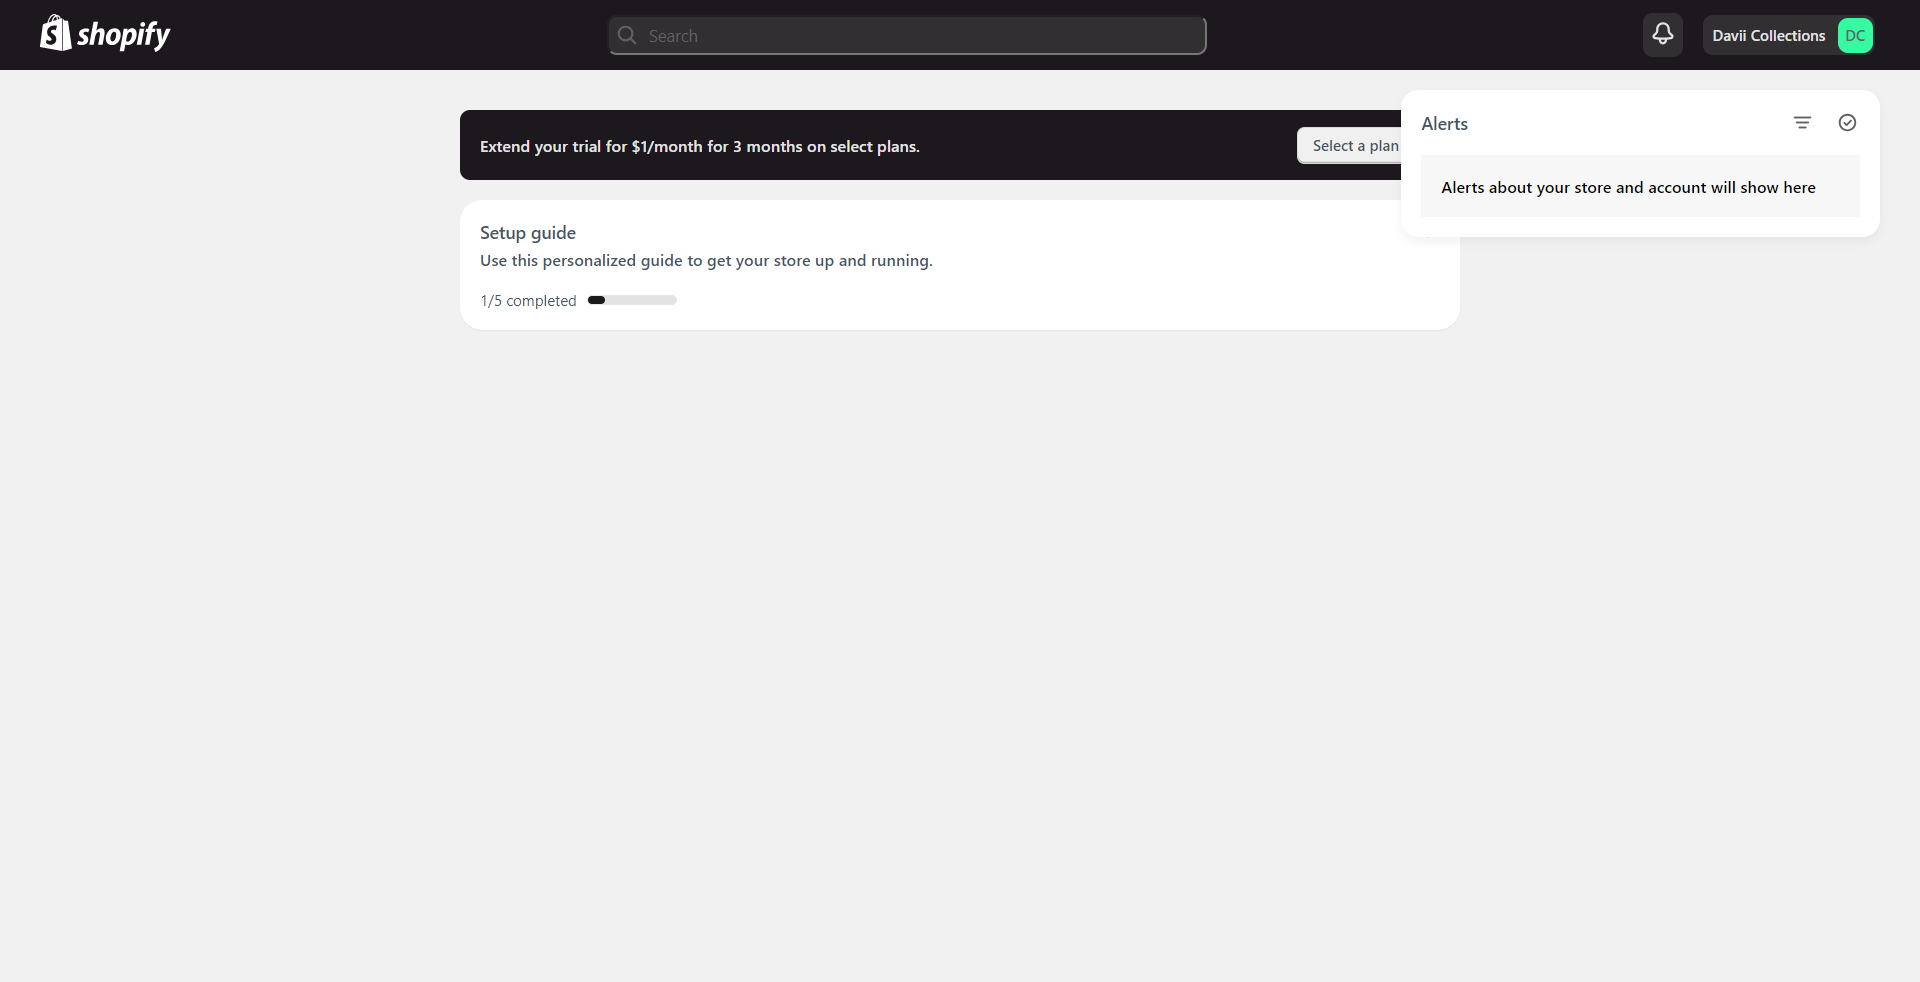 shopify
Search
Davii Collections
DC
Extend your trial for $1/month for 3 months on select plans.
Select a plan
Alerts
Alerts about your store and account will show here
Setup guide
Use this personalized guide to get your store up and running.
1/5 completed